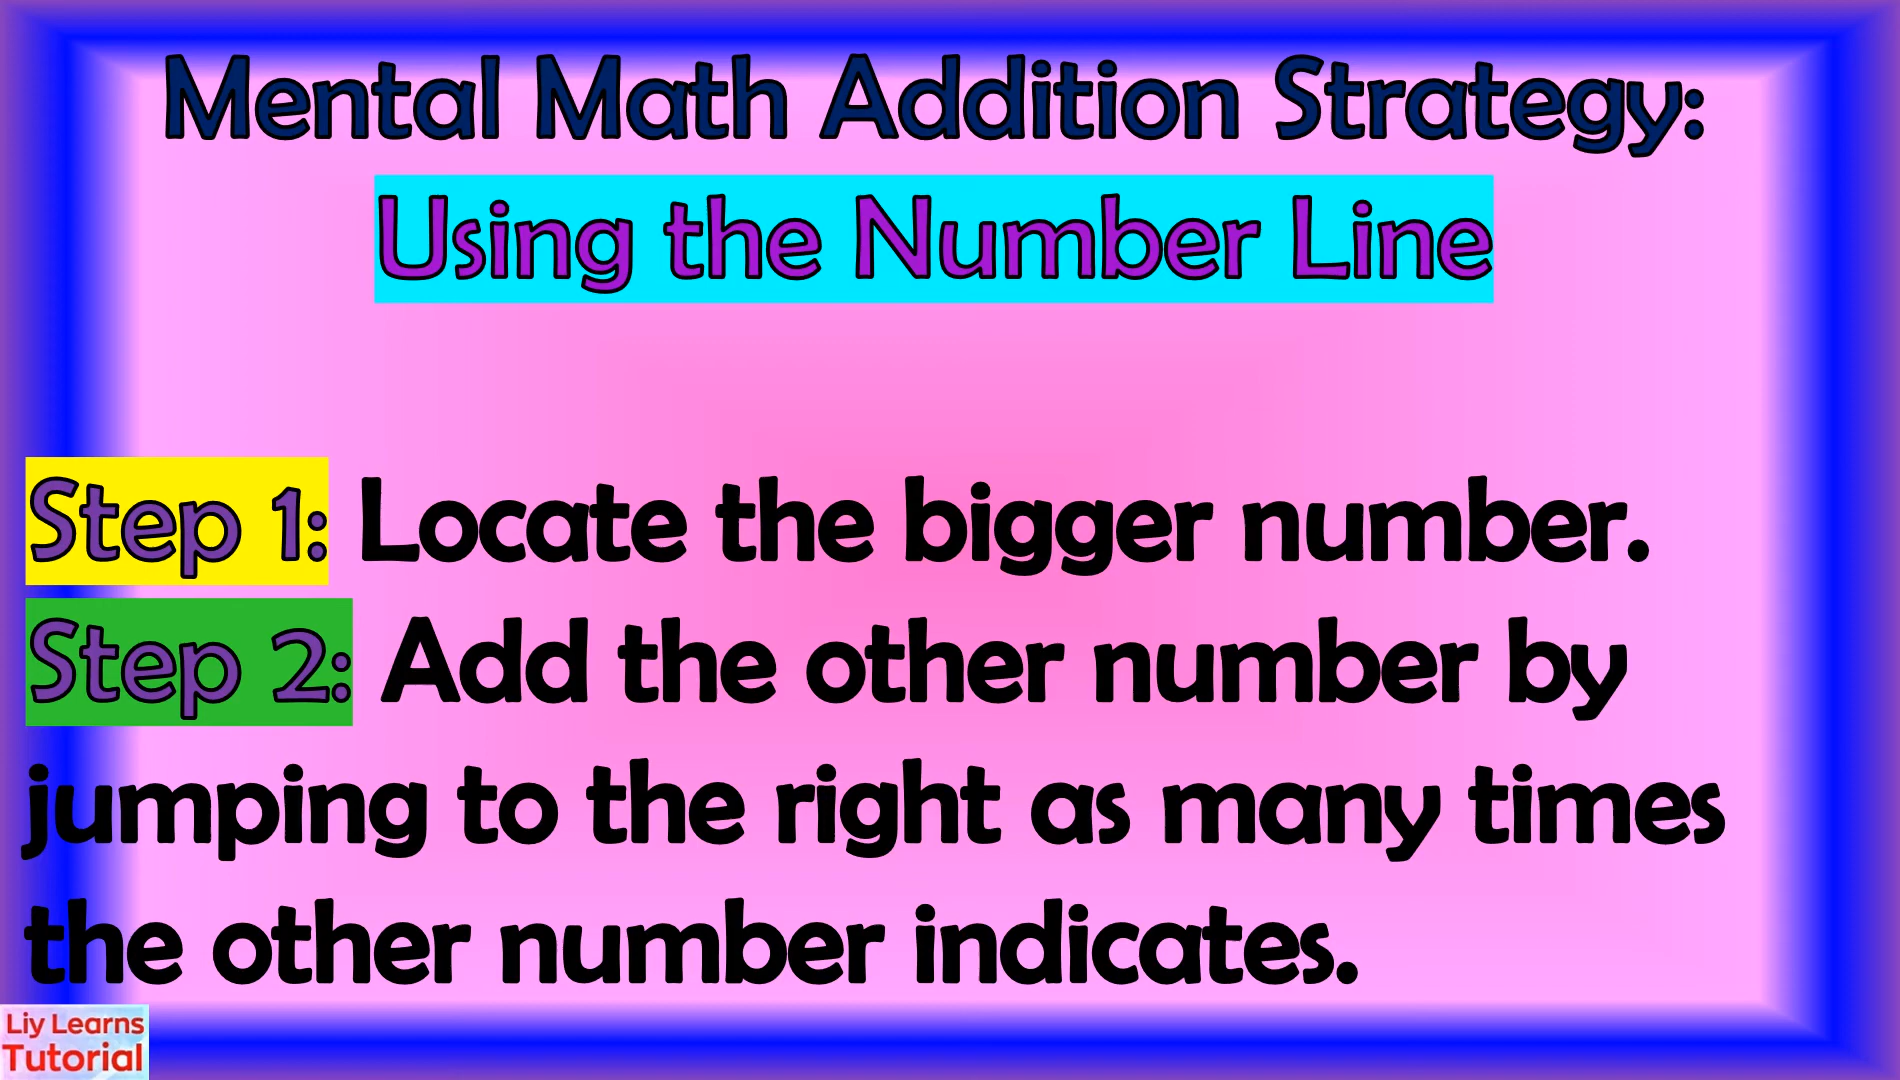 Mental Math Addition Strategy:
Using the Number Line
Step 1: Locate the bigger number.
Step 2: Add the other number by
jumping to the right as many times
the other number indicates.
Liy Learns
Tutorial